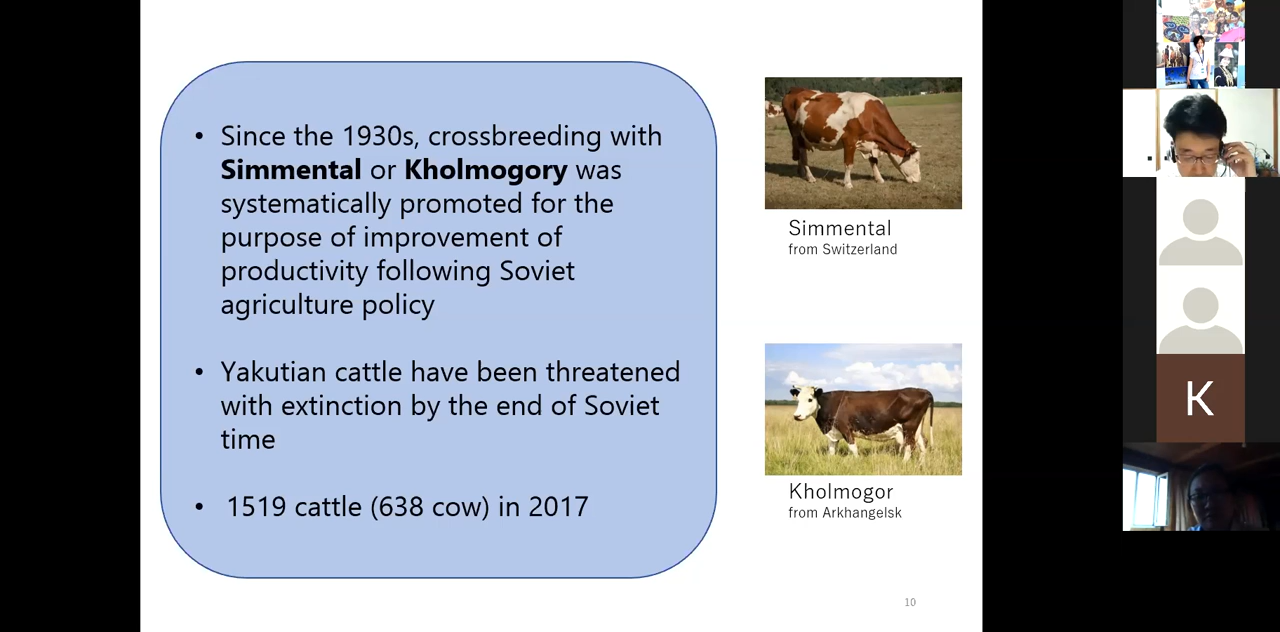 • Since the 1930s, crossbreeding with
Simmental or Kholmogory was
systematically promoted for the
purpose of improvement of
productivity following Soviet
agriculture policy
• Yakutian cattle have been threatened
with extinction by the end of Soviet
time
• 1519 cattle (638 cow) in 2017
Simmental
from Switzerland
Kholmogor
from Arkhangelsk
10
K